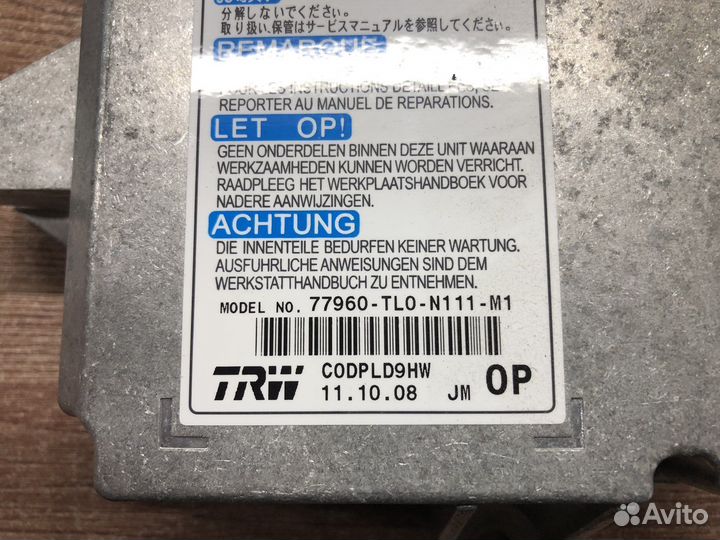 分解しないでください。
取り扱い、保管はサービスマニュアルを参照してください。
REMARQUE
INSTRUCTIONS
REPORTER AU MANUEL DE REPARATIONS.
LET OP!
GEEN ONDERDELEN BINNEN DEZE UNIT WAARAAN
WERKZAAMHEDEN KUNNEN WORDEN VERRICHT.
RAADPLEEG HET WERKPLAATSHANDBOEK VOOR
NADERE AANWIJZINGEN.
ACHTUNG
DIE INNENTEILE BEDURFEN KEINER WARTUNG.
AUSFUHRLICHE ANWEISUNGEN SIND DEM
WERKSTATTHANDBUCH ZU ENTNEHMEN.
MODEL NO. 77960-TL0-N111-M1
TRW C0DPLD9HW
11.10.08 JM OP
Avito